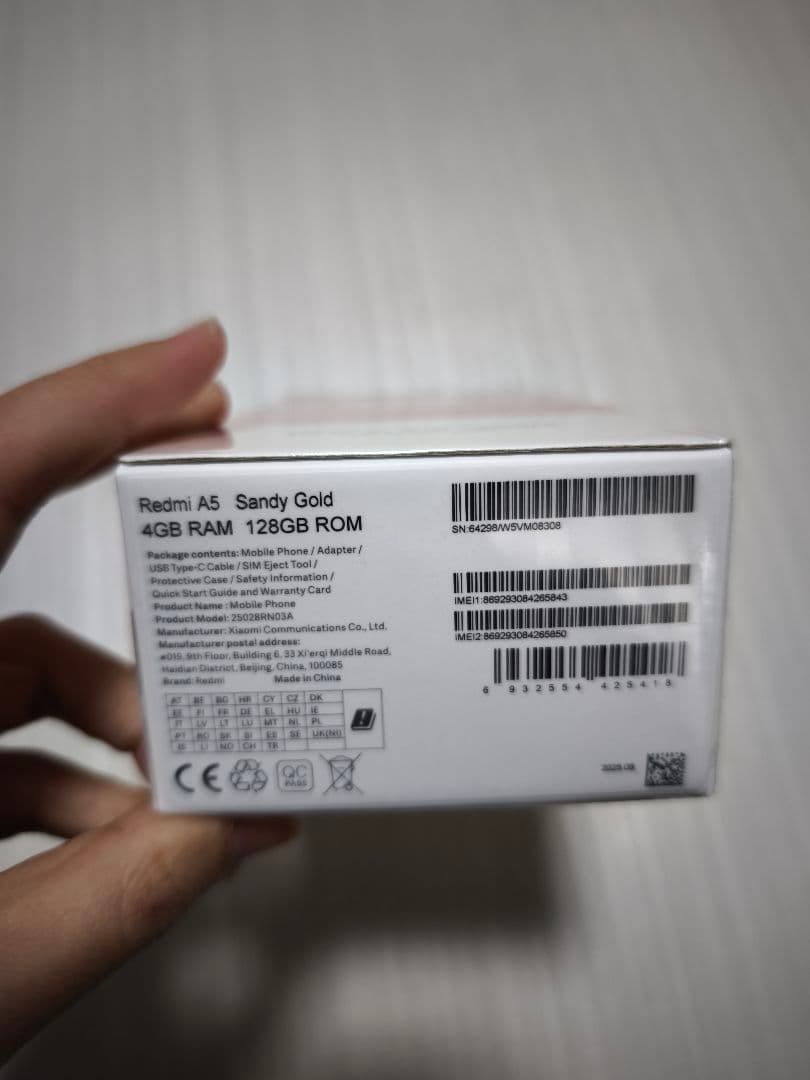 Redmi A5 Sandy Gold
4GB RAM 128GB ROM
Package contents: Mobile Phone / Adapter /
USB Type-C Cable / SIM Eject Tool /
Protective Case / Safety Information /
Quick Start Guide and Warranty Card
Product Name : Mobile Phone
Product Model: 25028RN03A
Manufacturer: Xiaomi Communications Co., Ltd.
Manufacturer postal address:
#019, 9th Floor, Building 6, 33 Xi'erqi Middle Road,
Haidian District, Beijing, China, 100085
Brand: Redmi Made in China
AT BE BG HR CY CZ DK
EE FI FR DE EL HU IE
IT LV LT LU MT NL PL
PT RO SK SI ES SE UK(NI)
IS LI NO CH TR
CE
QC
PASS
SN:64298/W5VM08308
IMEI1:869293084265843
IMEI2:869293084265850
6 932554 425413